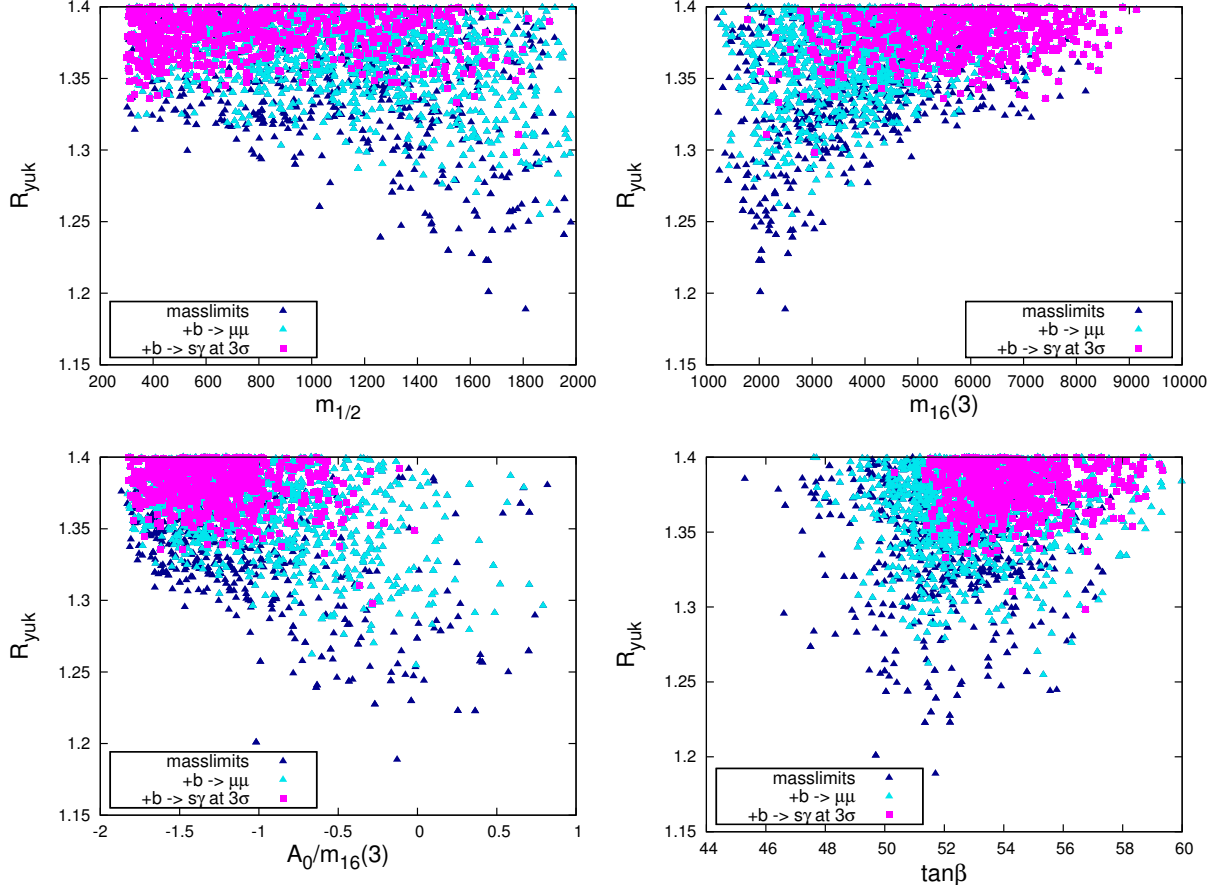 1.4
1.35
1.3
1.25
1.2
1.15
R_yuk
masslimits
+b -> μμ
+b -> sγ at 3σ
200 400 600 800 1000 1200 1400 1600 1800 2000
m_1/2
1.4
1.35
1.3
1.25
1.2
1.15
R_yuk
masslimits
+b -> μμ
+b -> sγ at 3σ
1000 2000 3000 4000 5000 6000 7000 8000 9000 10000
m_16(3)
1.4
1.35
1.3
1.25
1.2
1.15
R_yuk
masslimits
+b -> μμ
+b -> sγ at 3σ
-2 -1.5 -1 -0.5 0 0.5 1
A_0/m_16(3)
1.4
1.35
1.3
1.25
1.2
1.15
R_yuk
masslimits
+b -> μμ
+b -> sγ at 3σ
44 46 48 50 52 54 56 58 60
tanβ